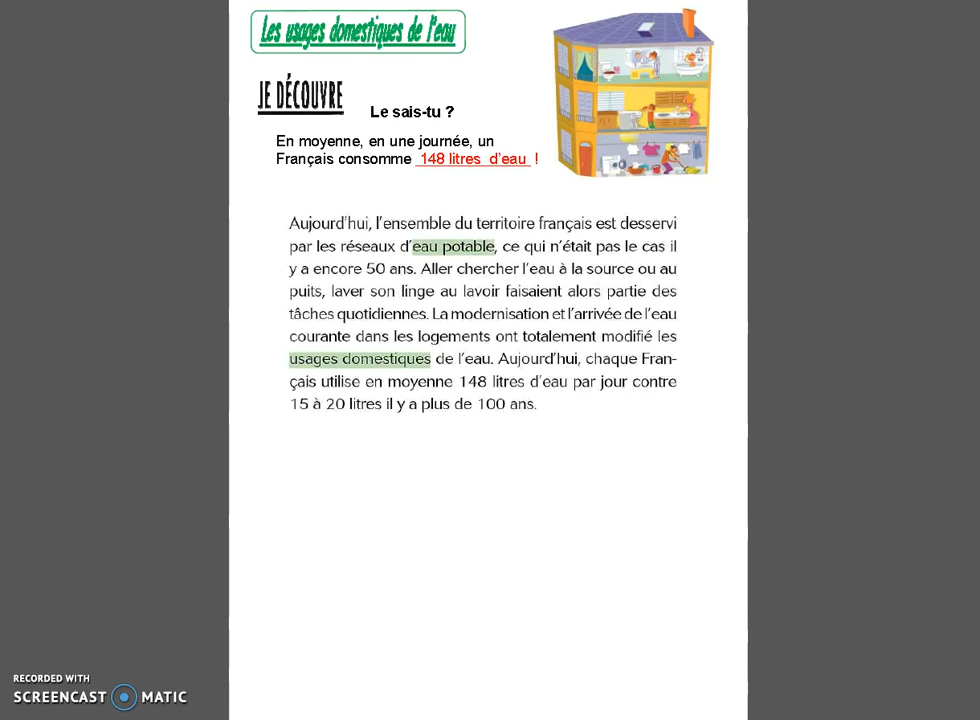 Les usages domestiques de l'eau
JE DÉCOUVRE
Le sais-tu ?
En moyenne, en une journée, un
Français consomme 148 litres d'eau !
Aujourd'hui, l'ensemble du territoire français est desservi
par les réseaux d'eau potable, ce qui n'était pas le cas il
y a encore 50 ans. Aller chercher l'eau à la source ou au
puits, laver son linge au lavoir faisaient alors partie des
tâches quotidiennes. La modernisation et l'arrivée de l'eau
courante dans les logements ont totalement modifié les
usages domestiques de l'eau. Aujourd'hui, chaque Fran-
çais utilise en moyenne 148 litres d'eau par jour contre
15 à 20 litres il y a plus de 100 ans.
RECORDED WITH
SCREENCAST MATIC